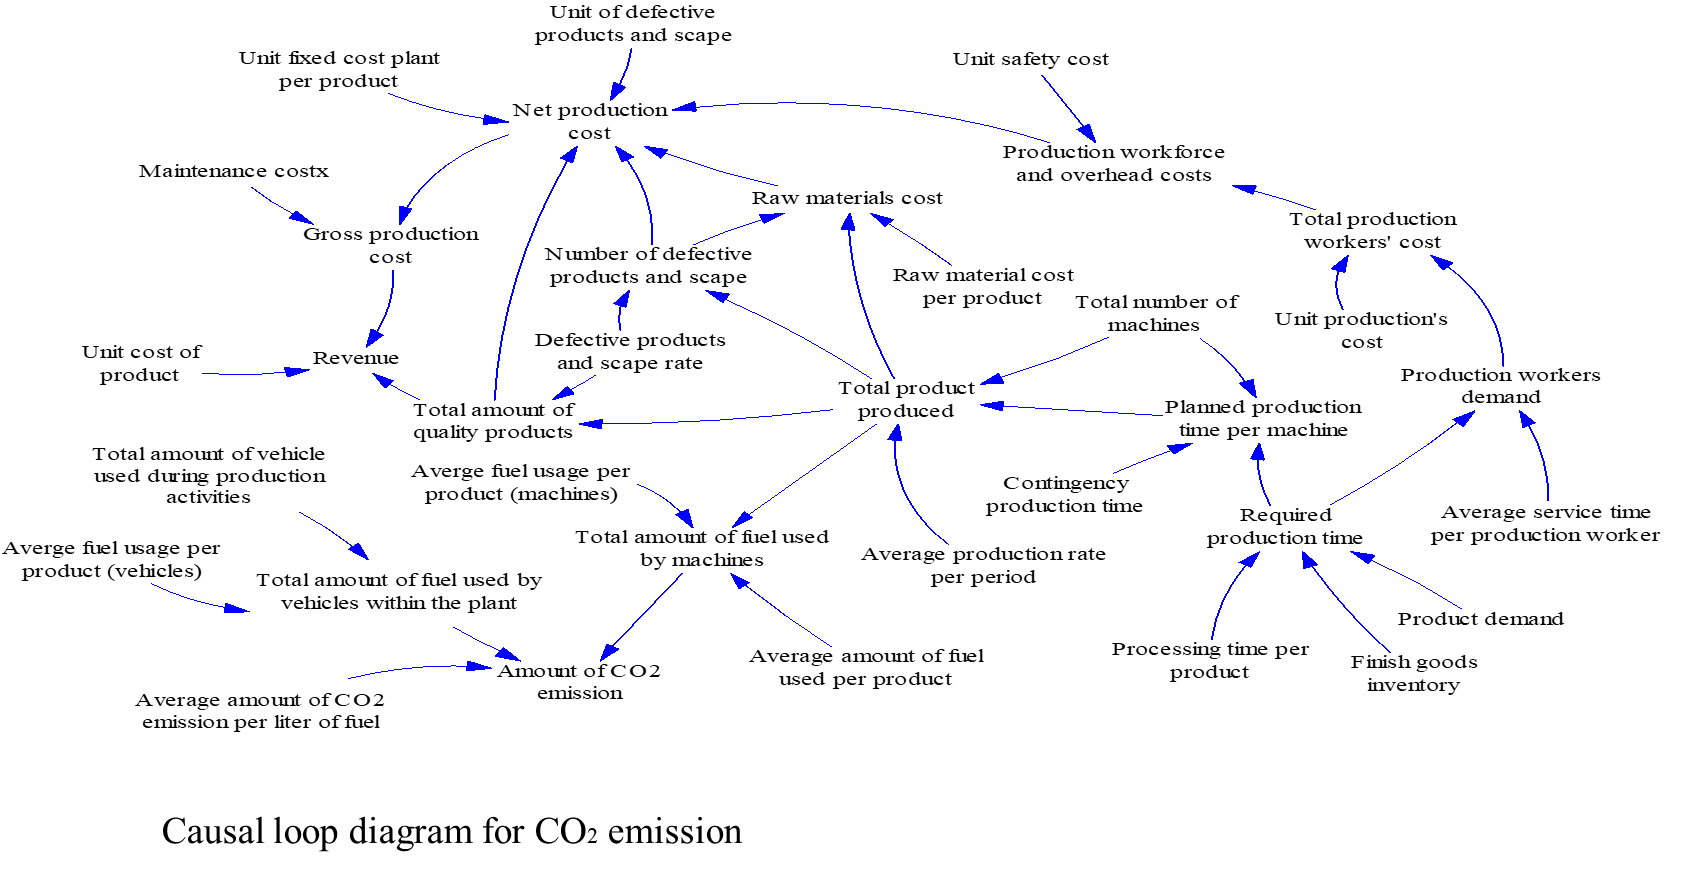 Unit of defective
products and scape
Unit fixed cost plant
per product
Unit safety cost
Net production
cost
Production workforce
and overhead costs
Maintenance costx
Raw materials cost
Total production
workers' cost
Gross production
cost
Number of defective
products and scape
Raw material cost
per product
Total number of
machines
Unit production's
cost
Defective products
and scape rate
Unit cost of
product
Revenue
Total product
produced
Production workers
demand
Total amount of
quality products
Planned production
time per machine
Total amount of vehicle
used during production
activities
Averge fuel usage per
product (machines)
Contingency
production time
Required
production time
Average service time
per production worker
Averge fuel usage per
product (vehicles)
Total amount of fuel used
by machines
Average production rate
per period
Total amount of fuel used by
vehicles within the plant
Product demand
Processing time per
product
Finish goods
inventory
Average amount of fuel
used per product
Amount of CO2
emission
Average amount of CO2
emission per liter of fuel
Causal loop diagram for CO₂ emission